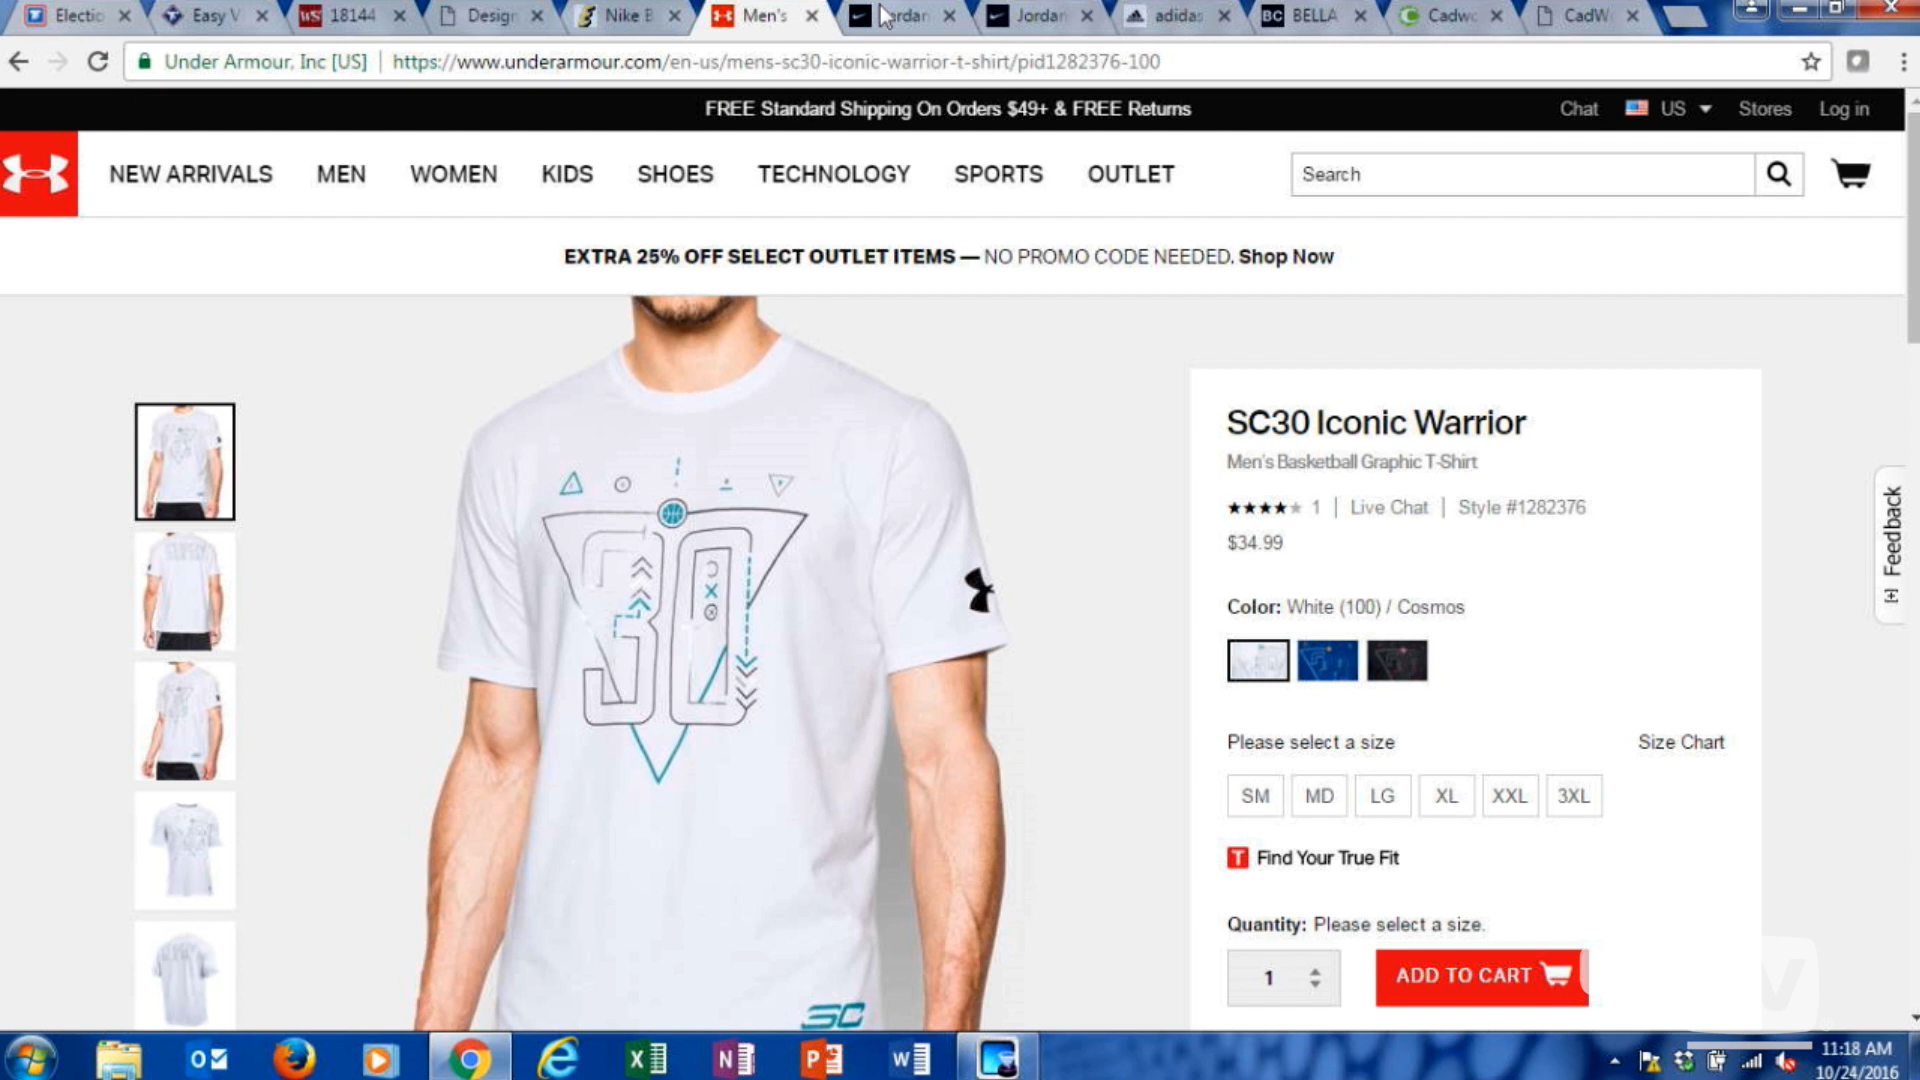 Electio
Easy V
WS 18144
Design
Nike B
Men's
Jordan
adidas
BC BELLA
Cadwo
CadW
Under Armour, Inc [US] | https://www.underarmour.com/en-us/mens-sc30-iconic-warrior-t-shirt/pid1282376-100
FREE Standard Shipping On Orders $49+ & FREE Returns
Chat US Stores Log in
NEW ARRIVALS MEN WOMEN KIDS SHOES TECHNOLOGY SPORTS OUTLET
Search
EXTRA 25% OFF SELECT OUTLET ITEMS — NO PROMO CODE NEEDED. Shop Now
30
SC
SC30 Iconic Warrior
Men's Basketball Graphic T-Shirt
1 | Live Chat | Style #1282376
$34.99
Color: White (100) / Cosmos
Please select a size Size Chart
SM MD LG XL XXL 3XL
T Find Your True Fit
Quantity: Please select a size.
1
ADD TO CART
[+] Feedback
11:18 AM
10/24/2016